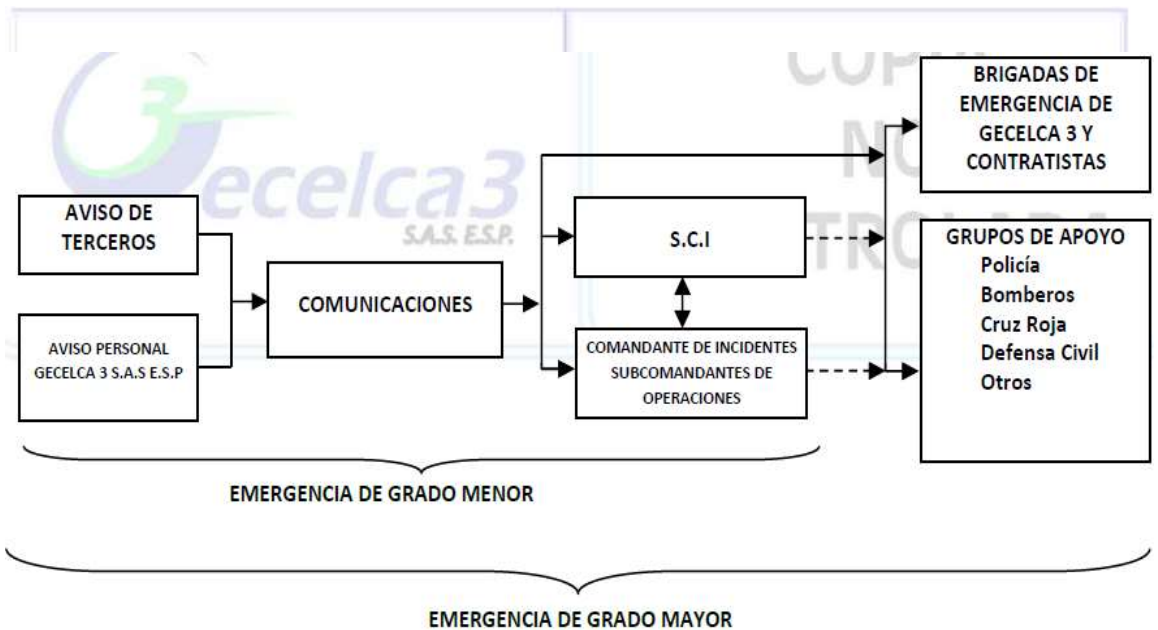 ecelca3
S.A.S. E.S.P.
AVISO DE
TERCEROS
AVISO PERSONAL
GECELCA 3 S.A.S E.S.P
COMUNICACIONES
S.C.I
COMANDANTE DE INCIDENTES
SUBCOMANDANTES DE
OPERACIONES
BRIGADAS DE
EMERGENCIA DE
GECELCA 3 Y
CONTRATISTAS
GRUPOS DE APOYO
Policía
Bomberos
Cruz Roja
Defensa Civil
Otros
EMERGENCIA DE GRADO MENOR
EMERGENCIA DE GRADO MAYOR